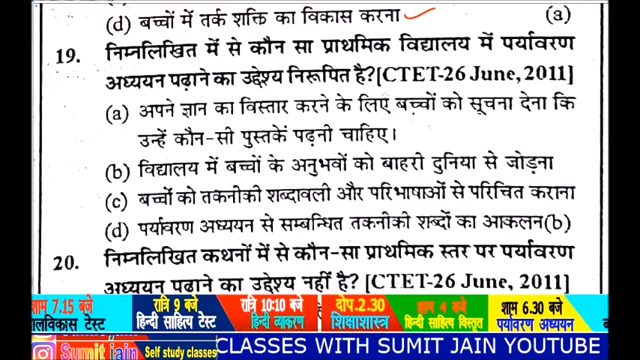 (d) बच्चों में तर्क शक्ति का विकास करना (a)
19. निम्नलिखित में से कौन सा प्राथमिक विद्यालय में पर्यावरण
अध्ययन पढ़ाने का उद्देश्य निरूपित है? [CTET-26 June, 2011]
(a) अपने ज्ञान का विस्तार करने के लिए बच्चों को सूचना देना कि
उन्हें कौन-सी पुस्तकें पढ़नी चाहिए।
(b) विद्यालय में बच्चों के अनुभवों को बाहरी दुनिया से जोड़ना
(c) बच्चों को तकनीकी शब्दावली और परिभाषाओं से परिचित कराना
(d) पर्यावरण अध्ययन से सम्बन्धित तकनीकी शब्दों का आकलन (b)
20. निम्नलिखित कथनों में से कौन-सा प्राथमिक स्तर पर पर्यावरण
अध्ययन पढ़ाने का उद्देश्य नहीं है? [CTET-26 June, 2011]
शाम 7.15 बजे रात्रि 9 बजे रात्रि 10:10 बजे दोप.-2.30 शाम 4 बजे शाम 6.30 बजे
ालविकास टेस्ट हिन्दी साहित्य टेस्ट हिन्दी व्याकरण शिक्षाशास्त्र हिन्दी साहित्य विस्तृत पर्यावरण अध्ययन
Sumit Jain Self study classes CLASSES WITH SUMIT JAIN YOUTUBE